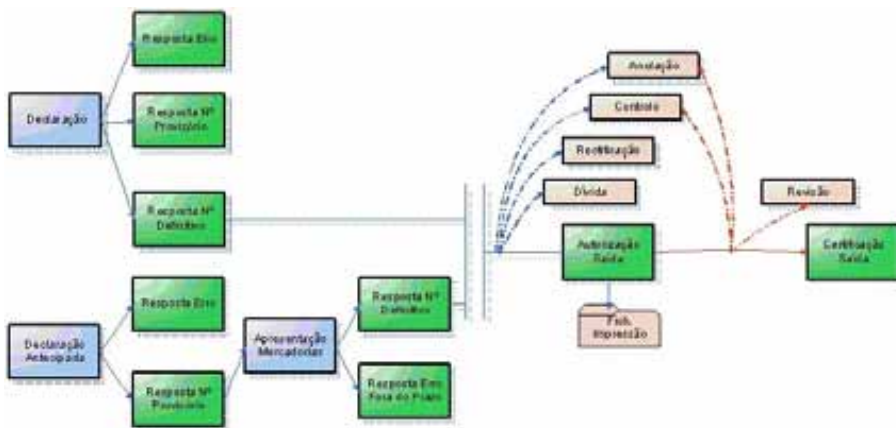 Resposta Erro
Declaração
Resposta Nº
Provisório
Resposta Nº
Definitivo
Anotação
Controlo
Rectificação
Dívida
Revisão
Autorização
Saída
Certificação
Saída
Fich.
Impressão
Resposta Erro
Declaração
Antecipada
Resposta Nº
Provisório
Apresentação
Mercadorias
Resposta Nº
Definitivo
Resposta Erro
Fora do Prazo